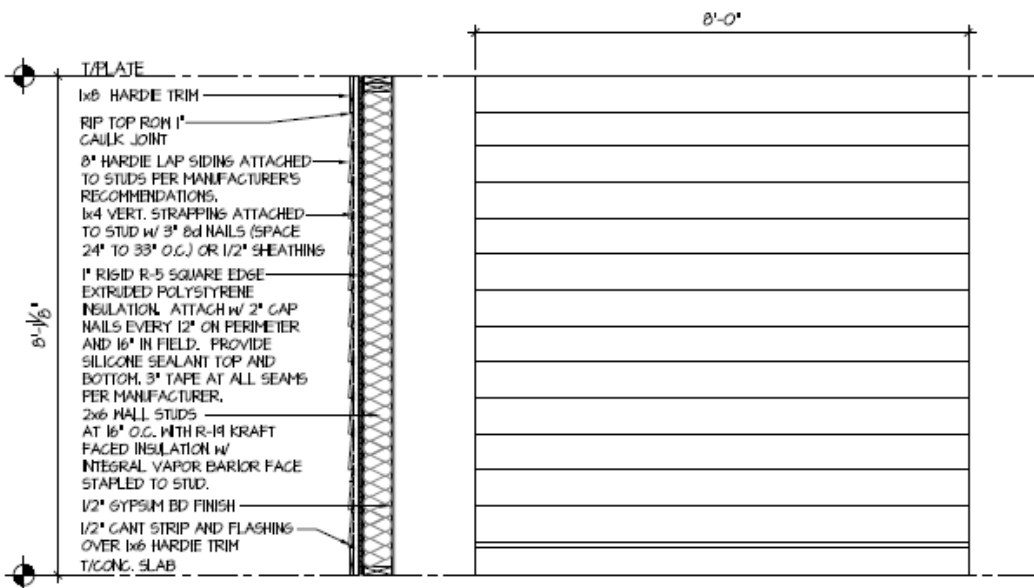 8'-0"
T/PLATE
1x8 HARDIE TRIM
RIP TOP ROW 1"
CAULK JOINT
8" HARDIE LAP SIDING ATTACHED
TO STUDS PER MANUFACTURER'S
RECOMMENDATIONS.
1x4 VERT. STRAPPING ATTACHED
TO STUD w/ 3" 8d NAILS (SPACE
24" TO 33" O.C.) OR 1/2" SHEATHING
1" RIGID R-5 SQUARE EDGE
EXTRUDED POLYSTYRENE
INSULATION. ATTACH w/ 2" CAP
NAILS EVERY 12" ON PERIMETER
AND 16" IN FIELD. PROVIDE
SILICONE SEALANT TOP AND
BOTTOM. 3" TAPE AT ALL SEAMS
PER MANUFACTURER.
2x6 WALL STUDS
AT 16" O.C. WITH R-19 KRAFT
FACED INSULATION w/
INTEGRAL VAPOR BARIOR FACE
STAPLED TO STUD.
1/2" GYPSUM BD FINISH
1/2" CANT STRIP AND FLASHING
OVER 1x6 HARDIE TRIM
T/CONC. SLAB
8'-1⅛"